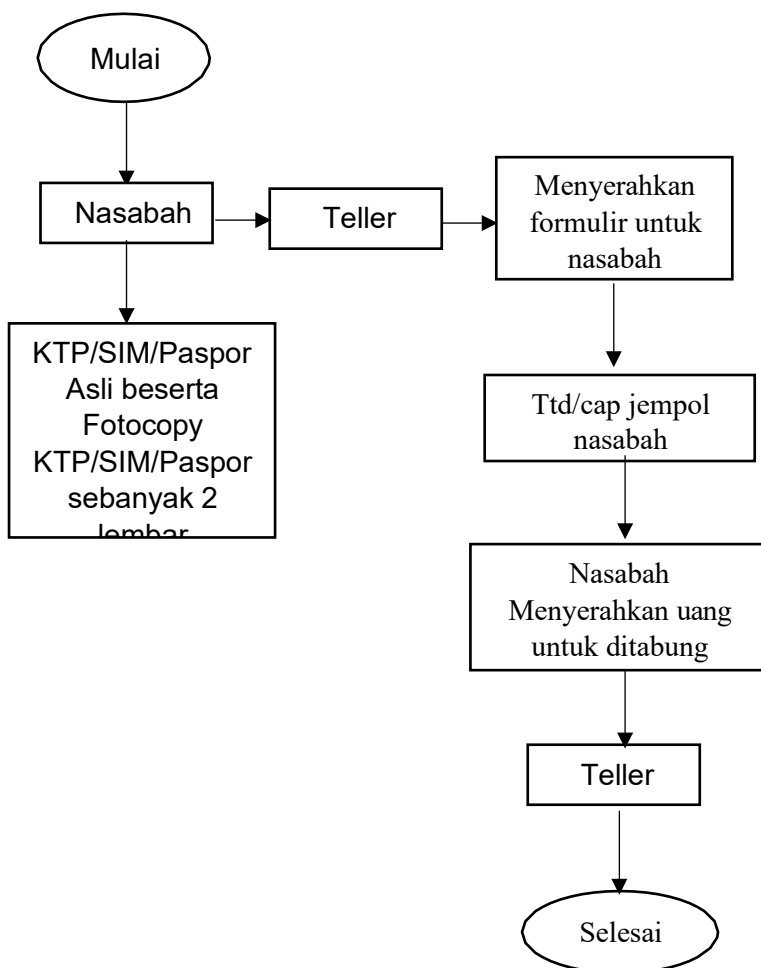 Mulai
Nasabah
Teller
Menyerahkan
formulir untuk
nasabah
KTP/SIM/Paspor
Asli beserta
Fotocopy
KTP/SIM/Paspor
sebanyak 2
lembar
Ttd/cap jempol
nasabah
Nasabah
Menyerahkan uang
untuk ditabung
Teller
Selesai